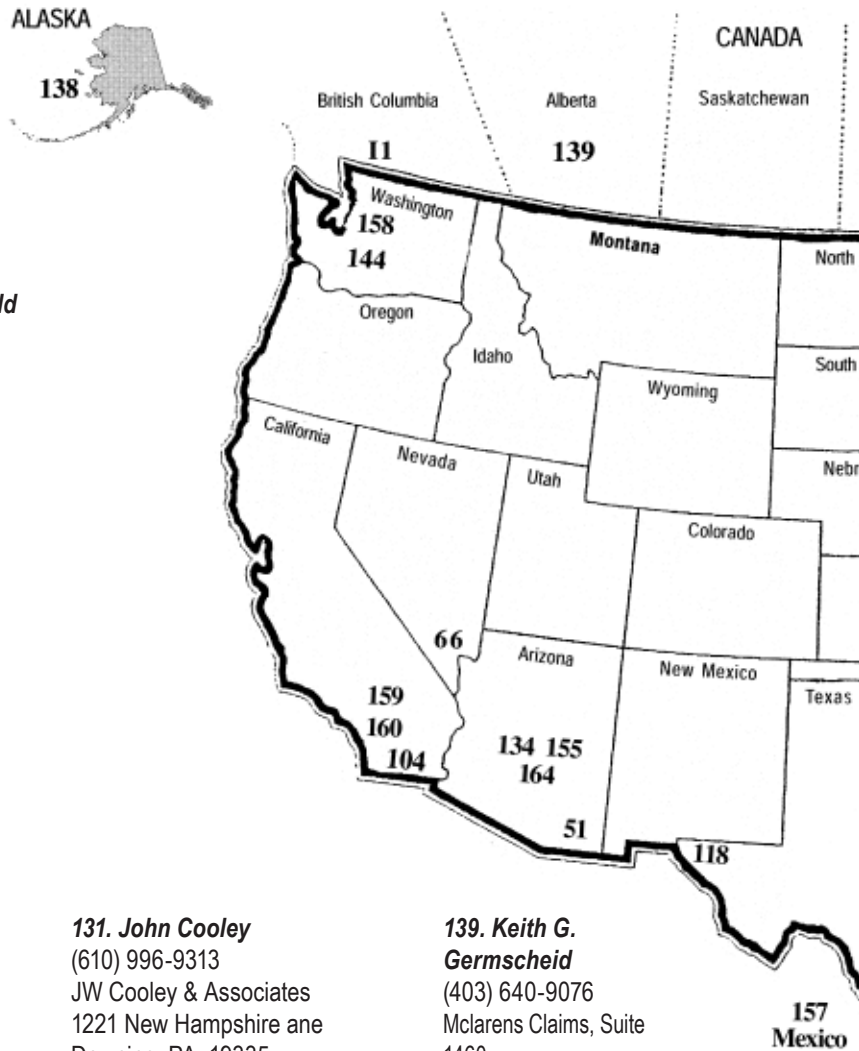 ALASKA
138
CANADA
British Columbia
Alberta
Saskatchewan
I1
139
Washington
158
144
Montana
North
ld
Oregon
Idaho
South
Wyoming
California
Nevada
Utah
Nebr
Colorado
66
Arizona
New Mexico
Texas
159
160
104
134 155
164
51
118
157
Mexico
131. John Cooley
(610) 996-9313
JW Cooley & Associates
1221 New Hampshire ane
139. Keith G.
Germscheid
(403) 640-9076
Mclarens Claims, Suite
1460